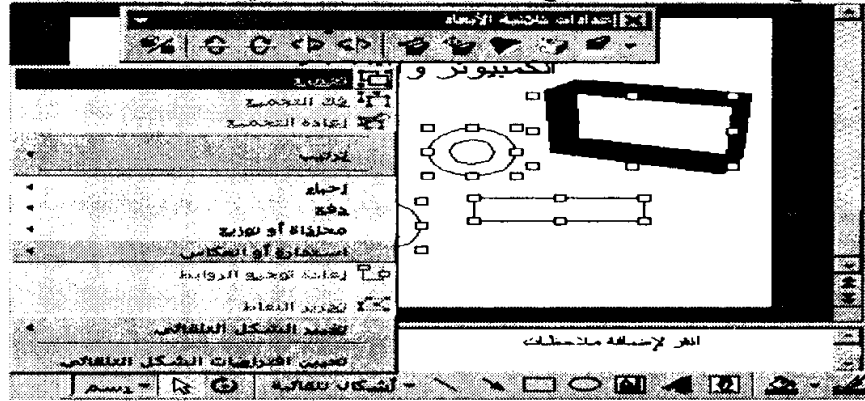 إعدادات ثلاثية الأبعاد
الكمبيوتر و
تجميع
فك التجميع
إعادة التجميع
ترتيب
إحياء
دفع
محاذاة أو توزيع
استدارة أو انعكاس
إعادة توجيه الروابط
تحرير النقاط
تغيير الشكل التلقائي
تعيين افتراضيات الشكل التلقائي
انقر لإضافة ملاحظات
رسم
أشكال تلقائية